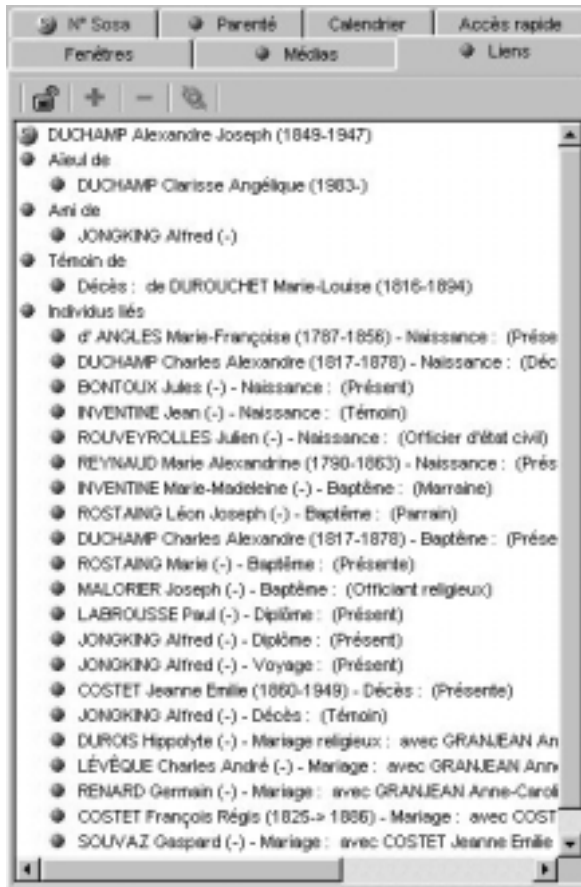 N° Sosa Parenté Calendrier Accès rapide
Fenêtres Médias Liens
DUCHAMP Alexandre Joseph (1849-1947)
Aïeul de
DUCHAMP Clarisse Angélique (1983-)
Ami de
JONGKING Alfred (-)
Témoin de
Décès : de DUROUCHET Marie-Louise (1816-1894)
Individus liés
d' ANGLES Marie-Françoise (1787-1856) - Naissance : (Prése
DUCHAMP Charles Alexandre (1817-1878) - Naissance : (Déc
BONTOUX Jules (-) - Naissance : (Présent)
INVENTINE Jean (-) - Naissance : (Témoin)
ROUVEYROLLES Julien (-) - Naissance : (Officier d'état civil)
REYNAUD Marie Alexandrine (1790-1863) - Naissance : (Prés
INVENTINE Marie-Madeleine (-) - Baptême : (Marraine)
ROSTAING Léon Joseph (-) - Baptême : (Parrain)
DUCHAMP Charles Alexandre (1817-1878) - Baptême : (Prése
ROSTAING Marie (-) - Baptême : (Présente)
MALORIER Joseph (-) - Baptême : (Officiant religieux)
LABROUSSE Paul (-) - Diplôme : (Présent)
JONGKING Alfred (-) - Diplôme : (Présent)
JONGKING Alfred (-) - Voyage : (Présent)
COSTET Jeanne Emilie (1860-1949) - Décès : (Présente)
JONGKING Alfred (-) - Décès : (Témoin)
DUROIS Hippolyte (-) - Mariage religieux : avec GRANJEAN An
LÉVÊQUE Charles André (-) - Mariage : avec GRANJEAN Ann
RENARD Germain (-) - Mariage : avec GRANJEAN Anne-Caroli
COSTET François Régis (1825-> 1886) - Mariage : avec COST
SOUVAZ Gaspard (-) - Mariage : avec COSTET Jeanne Emilie